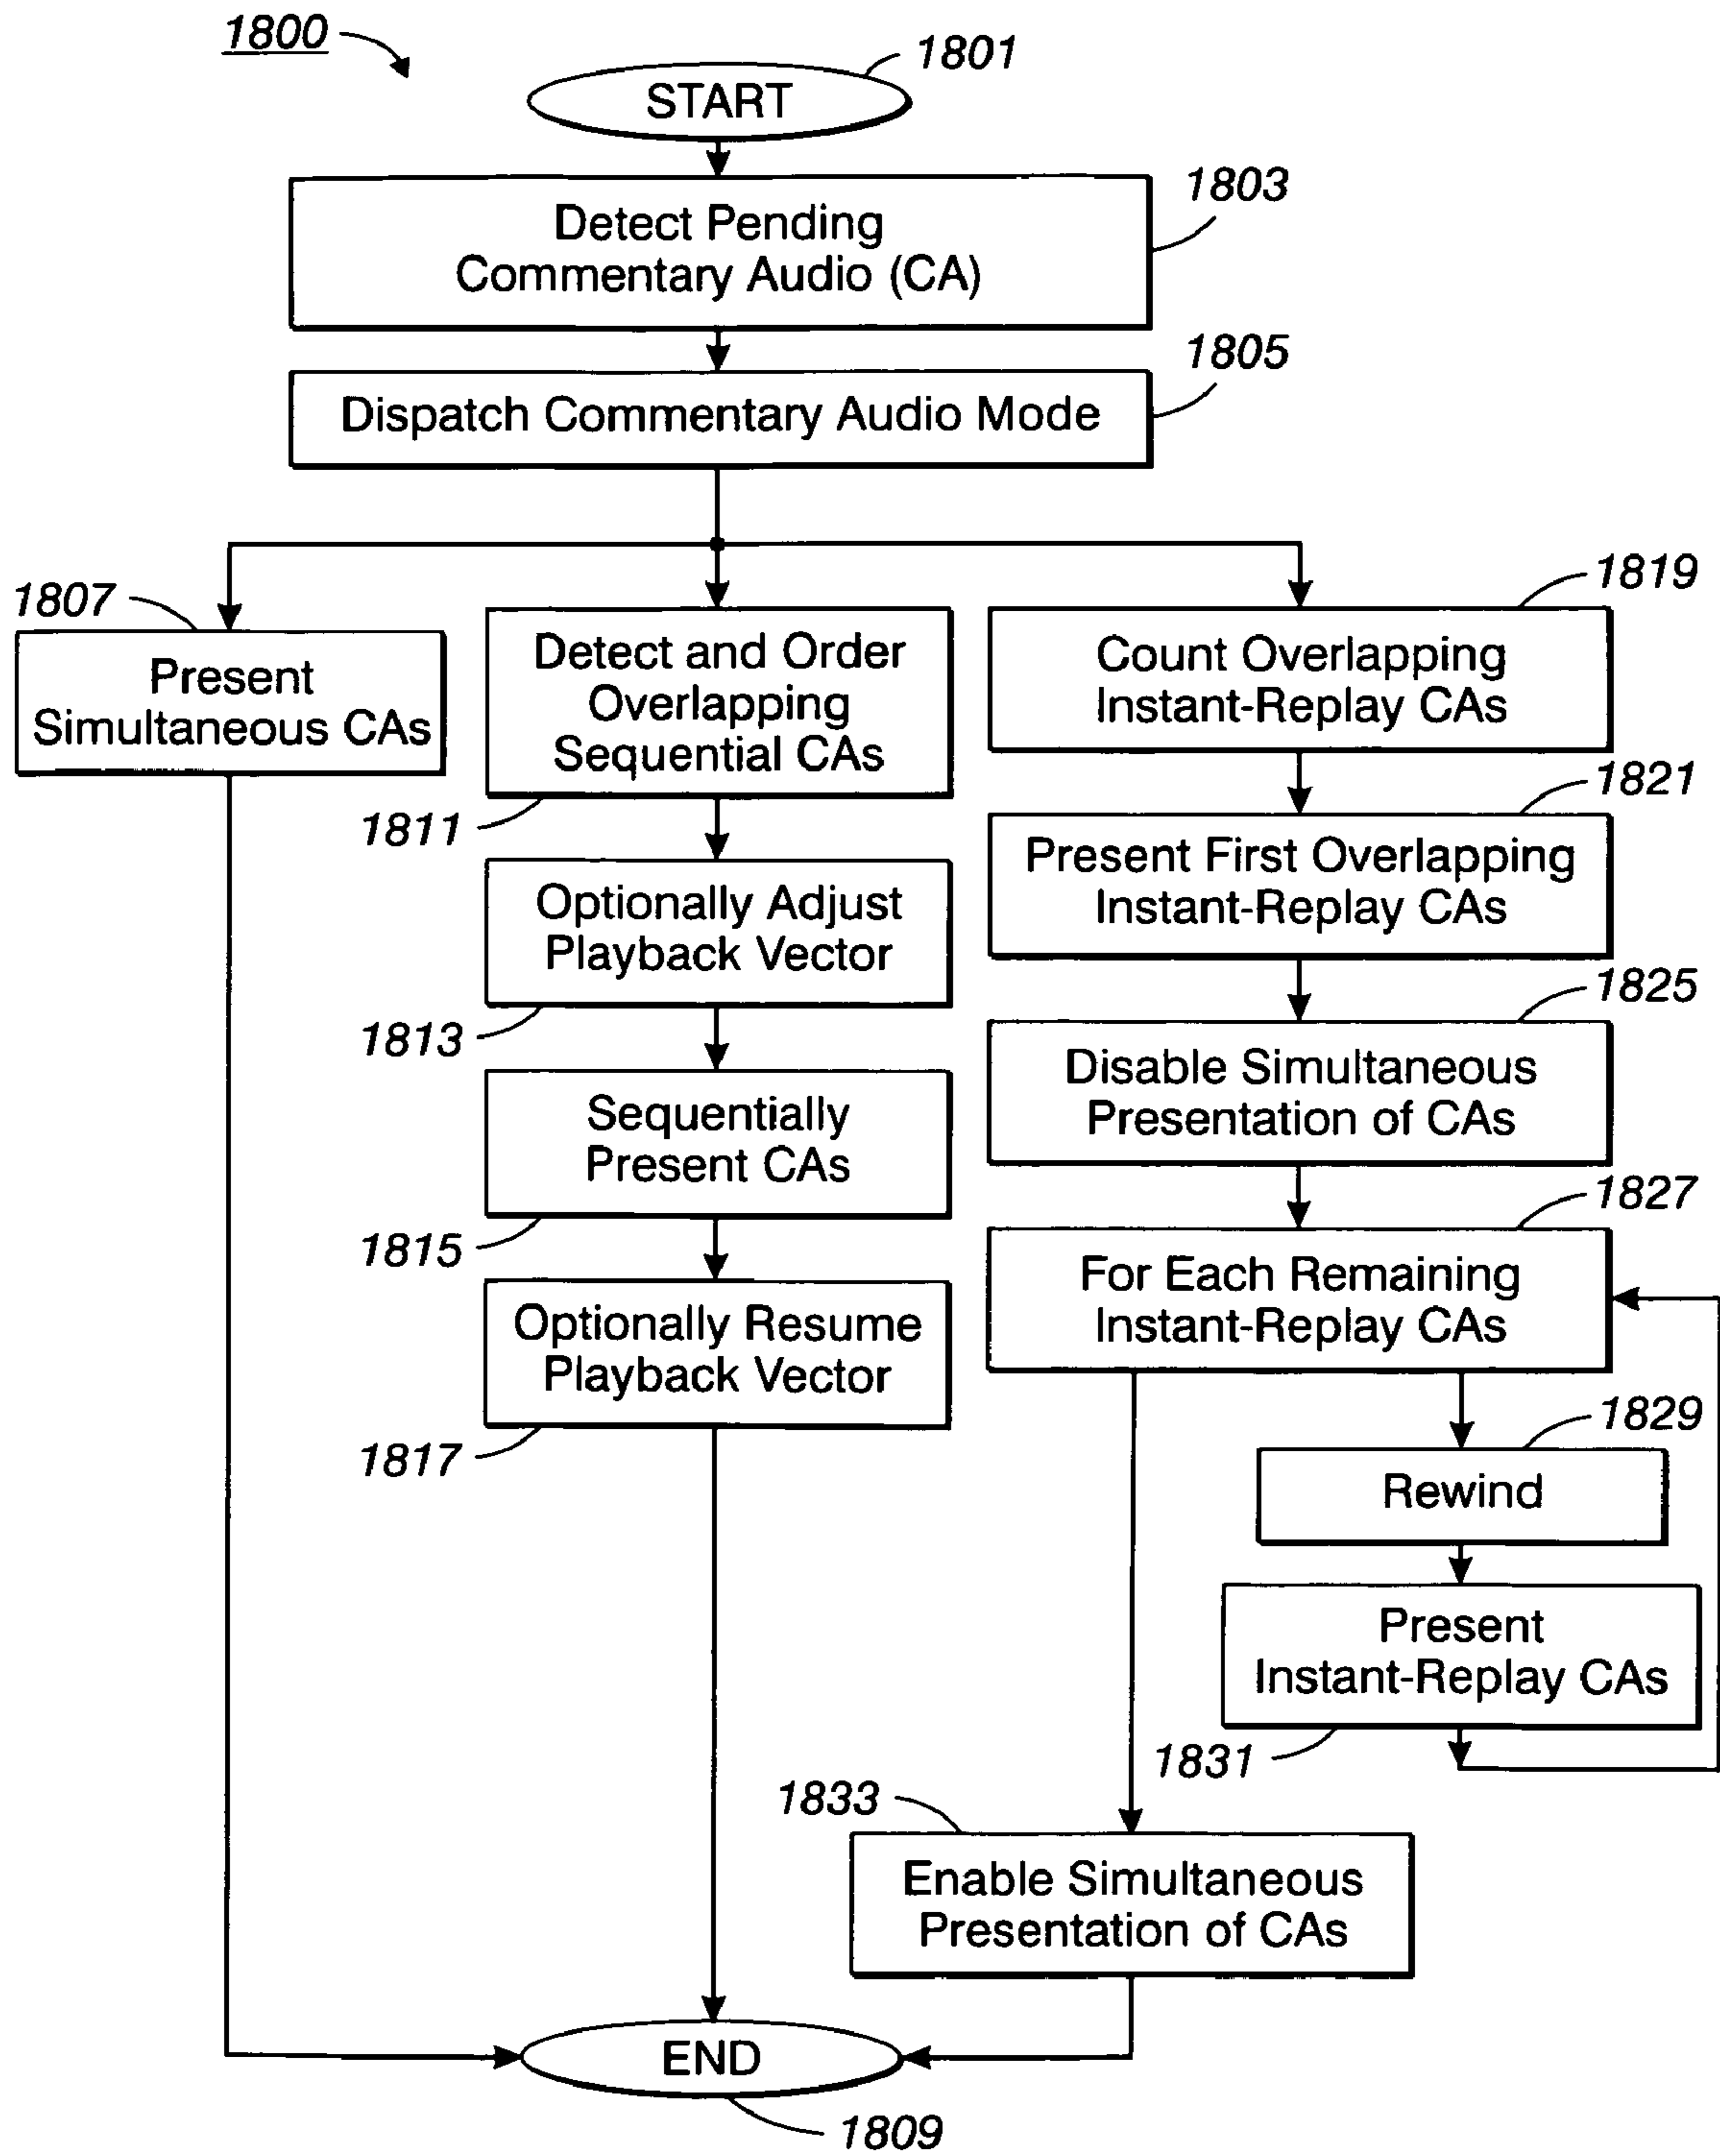 1800
1801
START
1803
Detect Pending
Commentary Audio (CA)
1805
Dispatch Commentary Audio Mode
1807
Present
Simultaneous CAs
Detect and Order
Overlapping
Sequential CAs
1811
Optionally Adjust
Playback Vector
1813
Sequentially
Present CAs
1815
Optionally Resume
Playback Vector
1817
1819
Count Overlapping
Instant-Replay CAs
1821
Present First Overlapping
Instant-Replay CAs
1825
Disable Simultaneous
Presentation of CAs
1827
For Each Remaining
Instant-Replay CAs
1829
Rewind
Present
Instant-Replay CAs
1831
1833
Enable Simultaneous
Presentation of CAs
END
1809